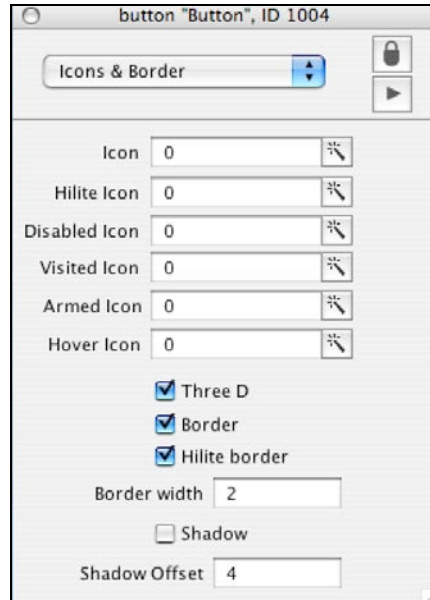 button "Button", ID 1004
Icons & Border
Icon 0
Hilite Icon 0
Disabled Icon 0
Visited Icon 0
Armed Icon 0
Hover Icon 0
Three D
Border
Hilite border
Border width 2
Shadow
Shadow Offset 4